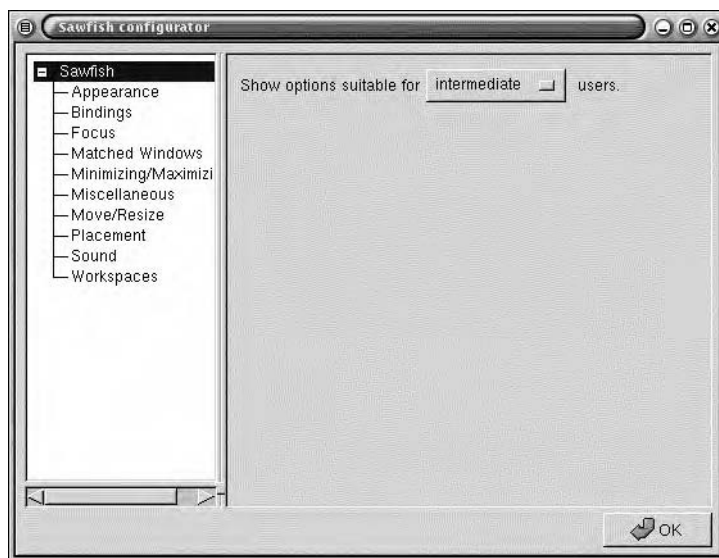 Sawfish configurator
Sawfish
Appearance
Bindings
Focus
Matched Windows
Minimizing/Maximizi
Miscellaneous
Move/Resize
Placement
Sound
Workspaces
Show options suitable for intermediate users.
OK